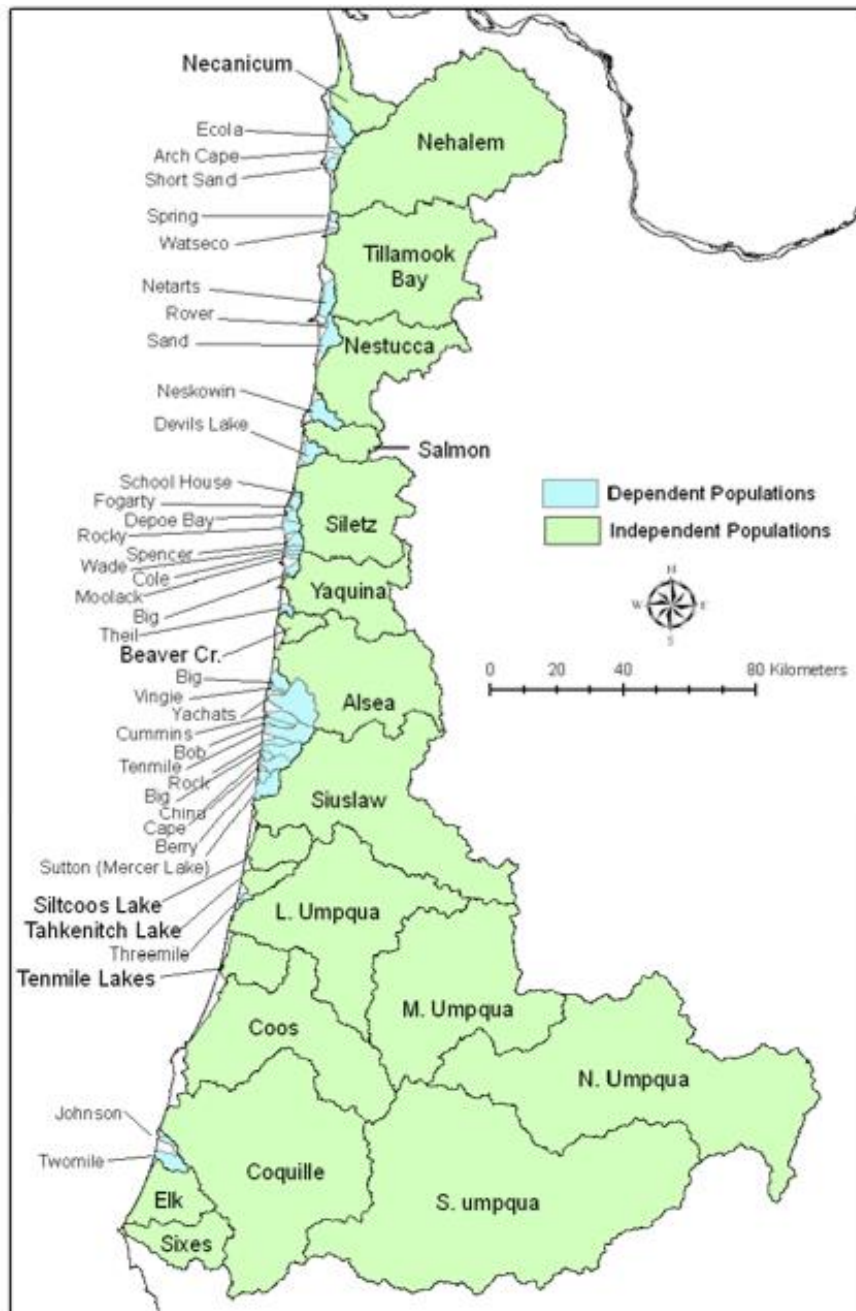 Necanicum
Ecola
Arch Cape
Short Sand
Nehalem
Spring
Watseco
Tillamook
Bay
Netarts
Rover
Sand
Nestucca
Neskowin
Devils Lake
Salmon
School House
Fogarty
Depoe Bay
Rocky
Spencer
Wade
Cole
Moolack
Big
Theil
Siletz
Yaquina
Dependent Populations
Independent Populations
N
W E
S
0 20 40 80 Kilometers
Beaver Cr.
Big
Vingie
Yachats
Cummins
Bob
Tenmile
Rock
Big
China
Cape
Berry
Sutton (Mercer Lake)
Alsea
Siuslaw
Siltcoos Lake
Tahkenitch Lake
Threemile
Tenmile Lakes
L. Umpqua
M. Umpqua
Coos
N. Umpqua
Johnson
Twomile
Coquille
S. umpqua
Elk
Sixes